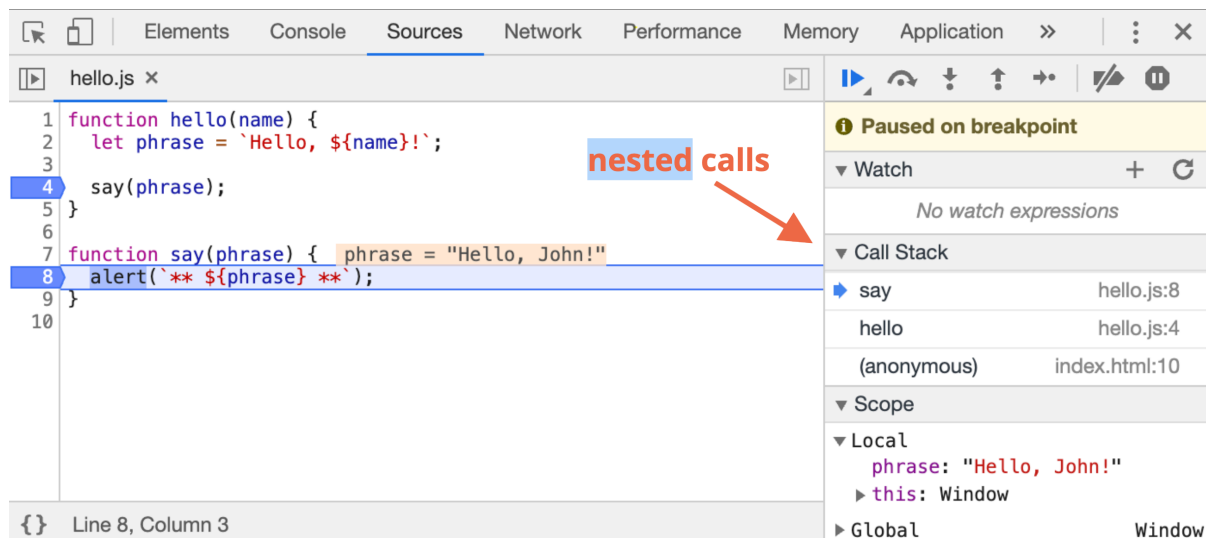 Elements Console Sources Network Performance Memory Application »
hello.js ×
1 function hello(name) {
2 let phrase = `Hello, ${name}!`;
3
4 say(phrase);
5 }
6
7 function say(phrase) { phrase = "Hello, John!"
8 alert(`** ${phrase} **`);
9 }
10
{} Line 8, Column 3
nested calls
Paused on breakpoint
Watch
No watch expressions
Call Stack
say hello.js:8
hello hello.js:4
(anonymous) index.html:10
Scope
Local
phrase: "Hello, John!"
this: Window
Global Window